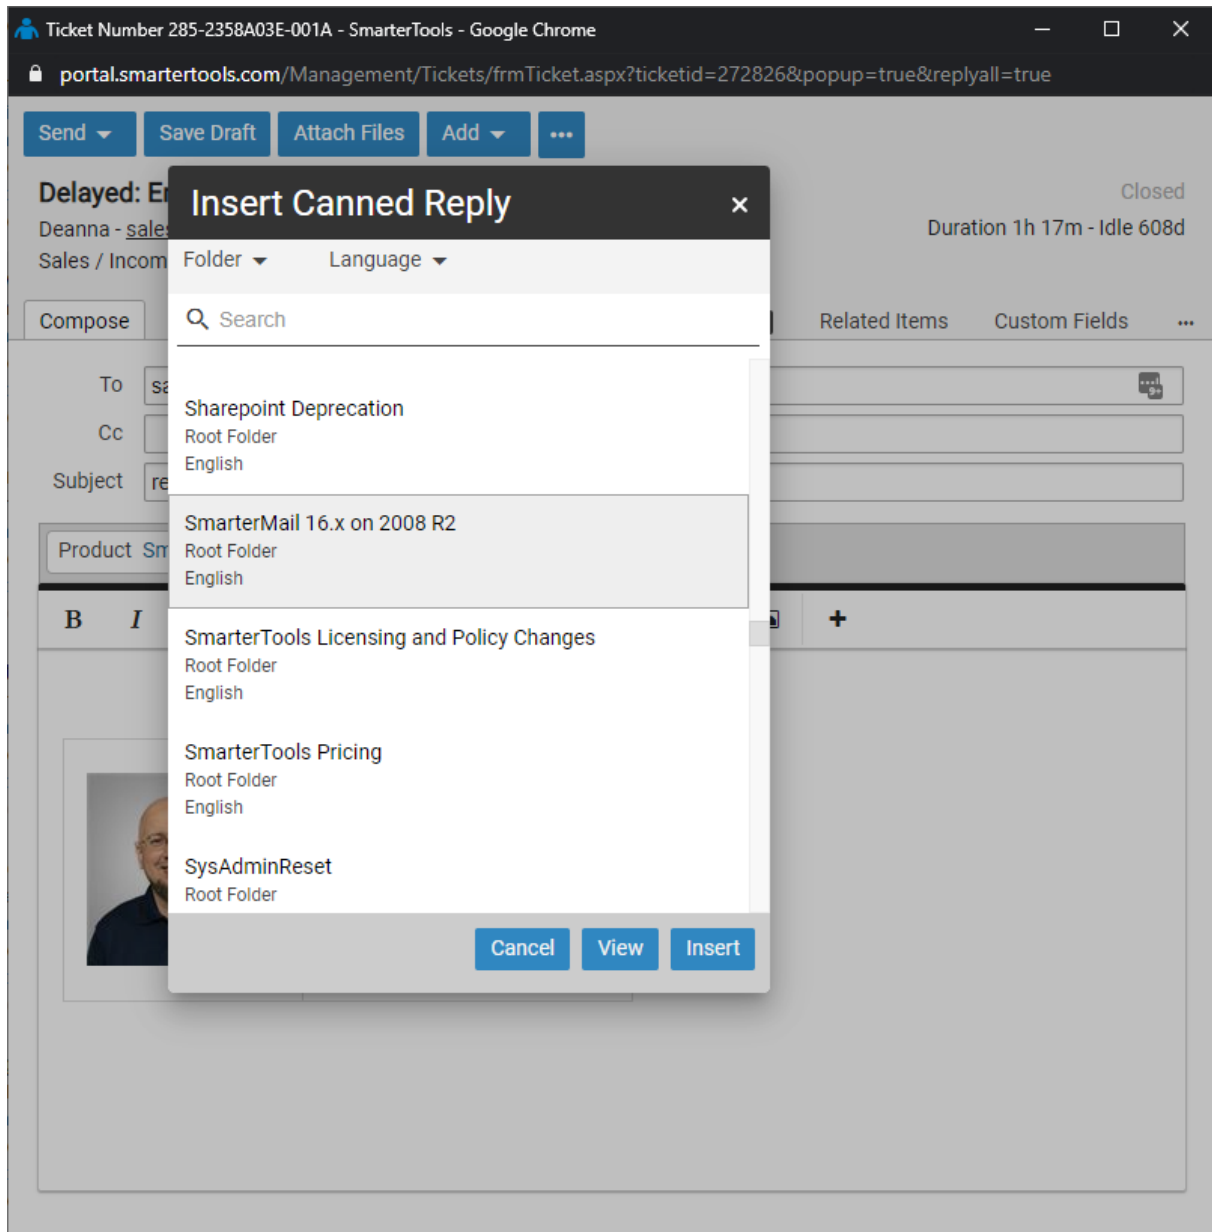 Ticket Number 285-2358A03E-001A - SmarterTools - Google Chrome
portal.smartertools.com/Management/Tickets/frmTicket.aspx?ticketid=272826&popup=true&replyall=true
Send Save Draft Attach Files Add
Delayed:
Closed
Deanna -
Duration 1h 17m - Idle 608d
Sales /
Insert Canned Reply
Folder Language
Search
Compose Related Items Custom Fields
To
Cc
Subject
Product
B I
Sharepoint Deprecation
Root Folder
English
SmarterMail 16.x on 2008 R2
Root Folder
English
SmarterTools Licensing and Policy Changes
Root Folder
English
SmarterTools Pricing
Root Folder
English
SysAdminReset
Root Folder
Cancel View Insert